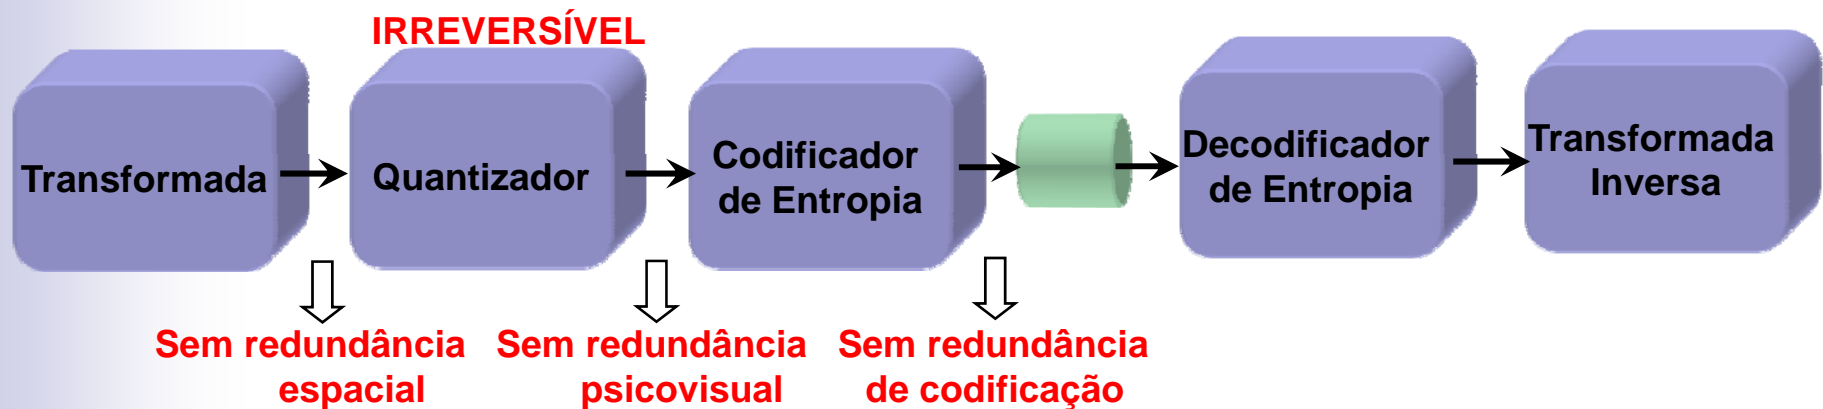 IRREVERSÍVEL
Transformada
Quantizador
Codificador
de Entropia
Decodificador
de Entropia
Transformada
Inversa
Sem redundância
espacial
Sem redundância
psicovisual
Sem redundância
de codificação